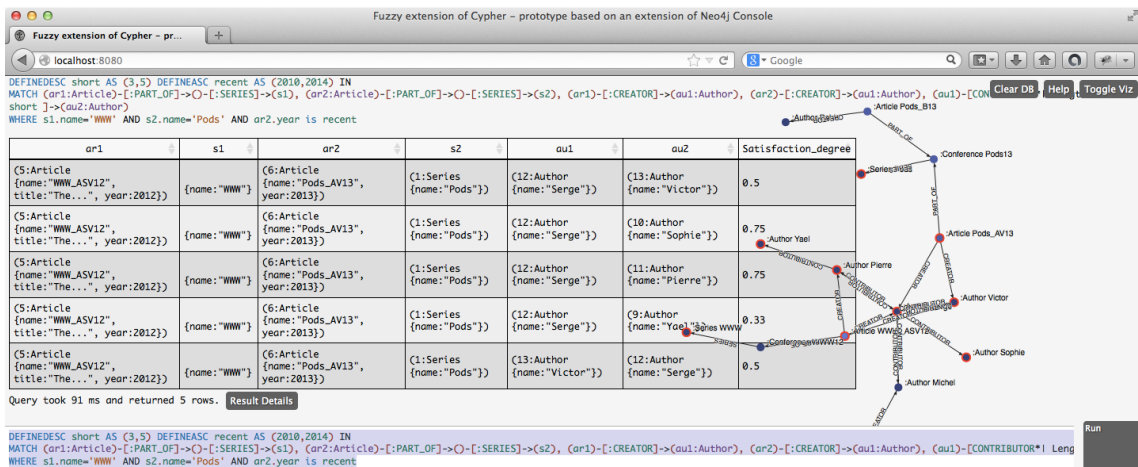 Fuzzy extension of Cypher – prototype based on an extension of Neo4j Console
Fuzzy extension of Cypher – pr...
localhost:8080
Google
DEFINEDESC short AS (3,5) DEFINEASC recent AS (2010,2014) IN
MATCH (ar1:Article)-[:PART_OF]->()-[:SERIES]->(s1), (ar2:Article)-[:PART_OF]->()-[:SERIES]->(s2), (ar1)-[:CREATOR]->(au1:Author), (ar2)-[:CREATOR]->(au1:Author), (au1)-[
short ]->(au2:Author)
WHERE s1.name='WWW' AND s2.name='Pods' AND ar2.year is recent
Clear DB Help Toggle Viz
ar1 s1 ar2 s2 au1 au2 Satisfaction_degree
(5:Article {name:"WWW_ASV12", title:"The...", year:2012}) {name:"WWW"} (6:Article {name:"Pods_AV13", year:2013}) (1:Series {name:"Pods"}) (12:Author {name:"Serge"}) (13:Author {name:"Victor"}) 0.5
(5:Article {name:"WWW_ASV12", title:"The...", year:2012}) {name:"WWW"} (6:Article {name:"Pods_AV13", year:2013}) (1:Series {name:"Pods"}) (12:Author {name:"Serge"}) (10:Author {name:"Sophie"}) 0.75
(5:Article {name:"WWW_ASV12", title:"The...", year:2012}) {name:"WWW"} (6:Article {name:"Pods_AV13", year:2013}) (1:Series {name:"Pods"}) (12:Author {name:"Serge"}) (11:Author {name:"Pierre"}) 0.75
(5:Article {name:"WWW_ASV12", title:"The...", year:2012}) {name:"WWW"} (6:Article {name:"Pods_AV13", year:2013}) (1:Series {name:"Pods"}) (12:Author {name:"Serge"}) (9:Author {name:"Yael"}) 0.33
(5:Article {name:"WWW_ASV12", title:"The...", year:2012}) {name:"WWW"} (6:Article {name:"Pods_AV13", year:2013}) (1:Series {name:"Pods"}) (13:Author {name:"Victor"}) (12:Author {name:"Serge"}) 0.5
:Article Pods_B13
PART_OF
:Conference Pods13
PART_OF
:Article Pods_AV13
:Author Yael
CONTRIBUTOR
:Author Pierre
CREATOR
CREATOR
CREATOR
:Author Victor
CONTRIBUTOR
:Series WWW
SERIES
CONTRIBUTOR
:Author Sophie
:Author Michel
Query took 91 ms and returned 5 rows. Result Details
DEFINEDESC short AS (3,5) DEFINEASC recent AS (2010,2014) IN
MATCH (ar1:Article)-[:PART_OF]->()-[:SERIES]->(s1), (ar2:Article)-[:PART_OF]->()-[:SERIES]->(s2), (ar1)-[:CREATOR]->(au1:Author), (ar2)-[:CREATOR]->(au1:Author), (au1)-[CONTRIBUTOR*| Leng
WHERE s1.name='WWW' AND s2.name='Pods' AND ar2.year is recent
Run